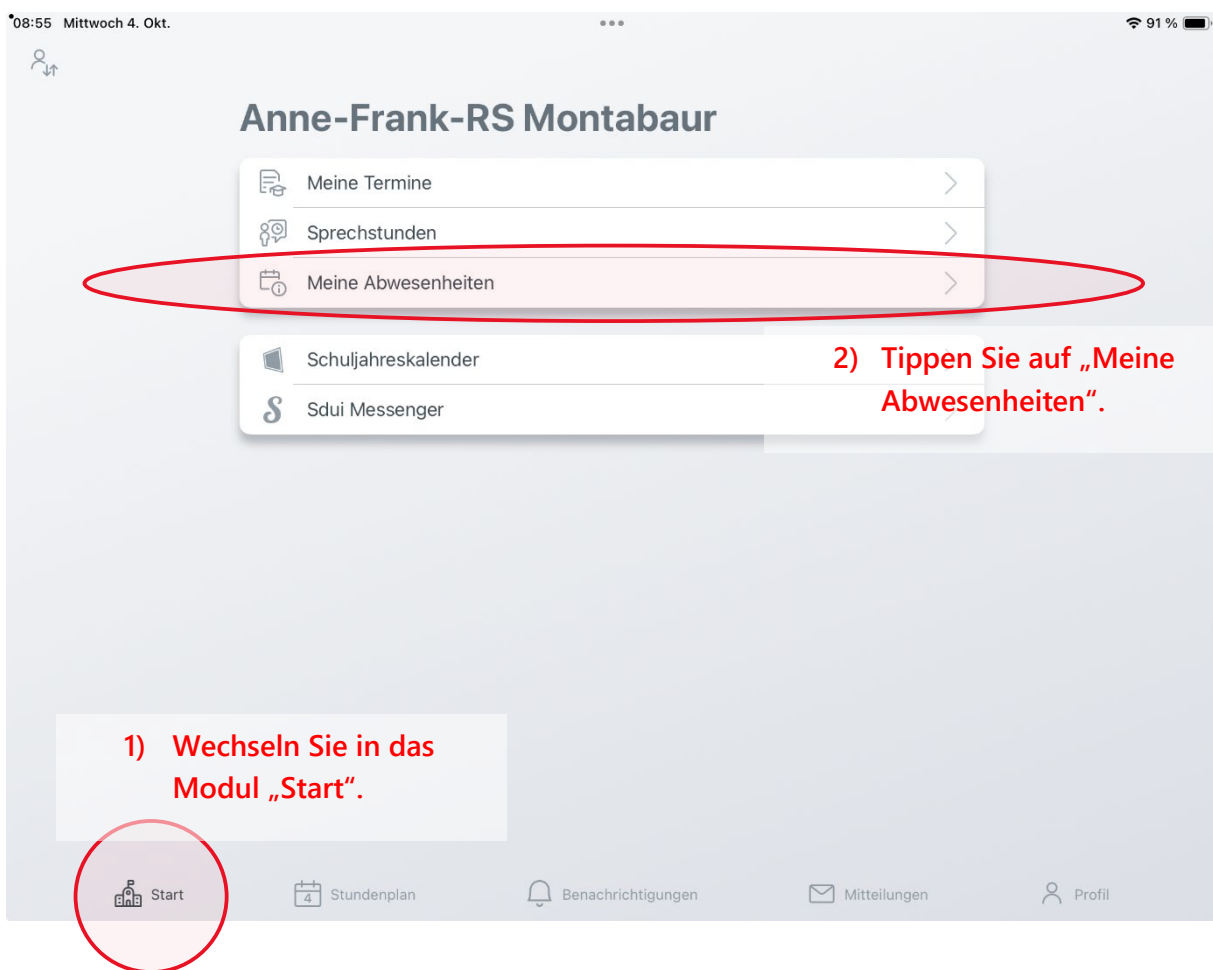 08:55 Mittwoch 4. Okt.
91 %
Anne-Frank-RS Montabaur
Meine Termine
Sprechstunden
Meine Abwesenheiten
Schuljahreskalender
Sdui Messenger
2) Tippen Sie auf „Meine
Abwesenheiten“.
1) Wechseln Sie in das
Modul „Start“.
Start
4 Stundenplan
Benachrichtigungen
Mitteilungen
Profil